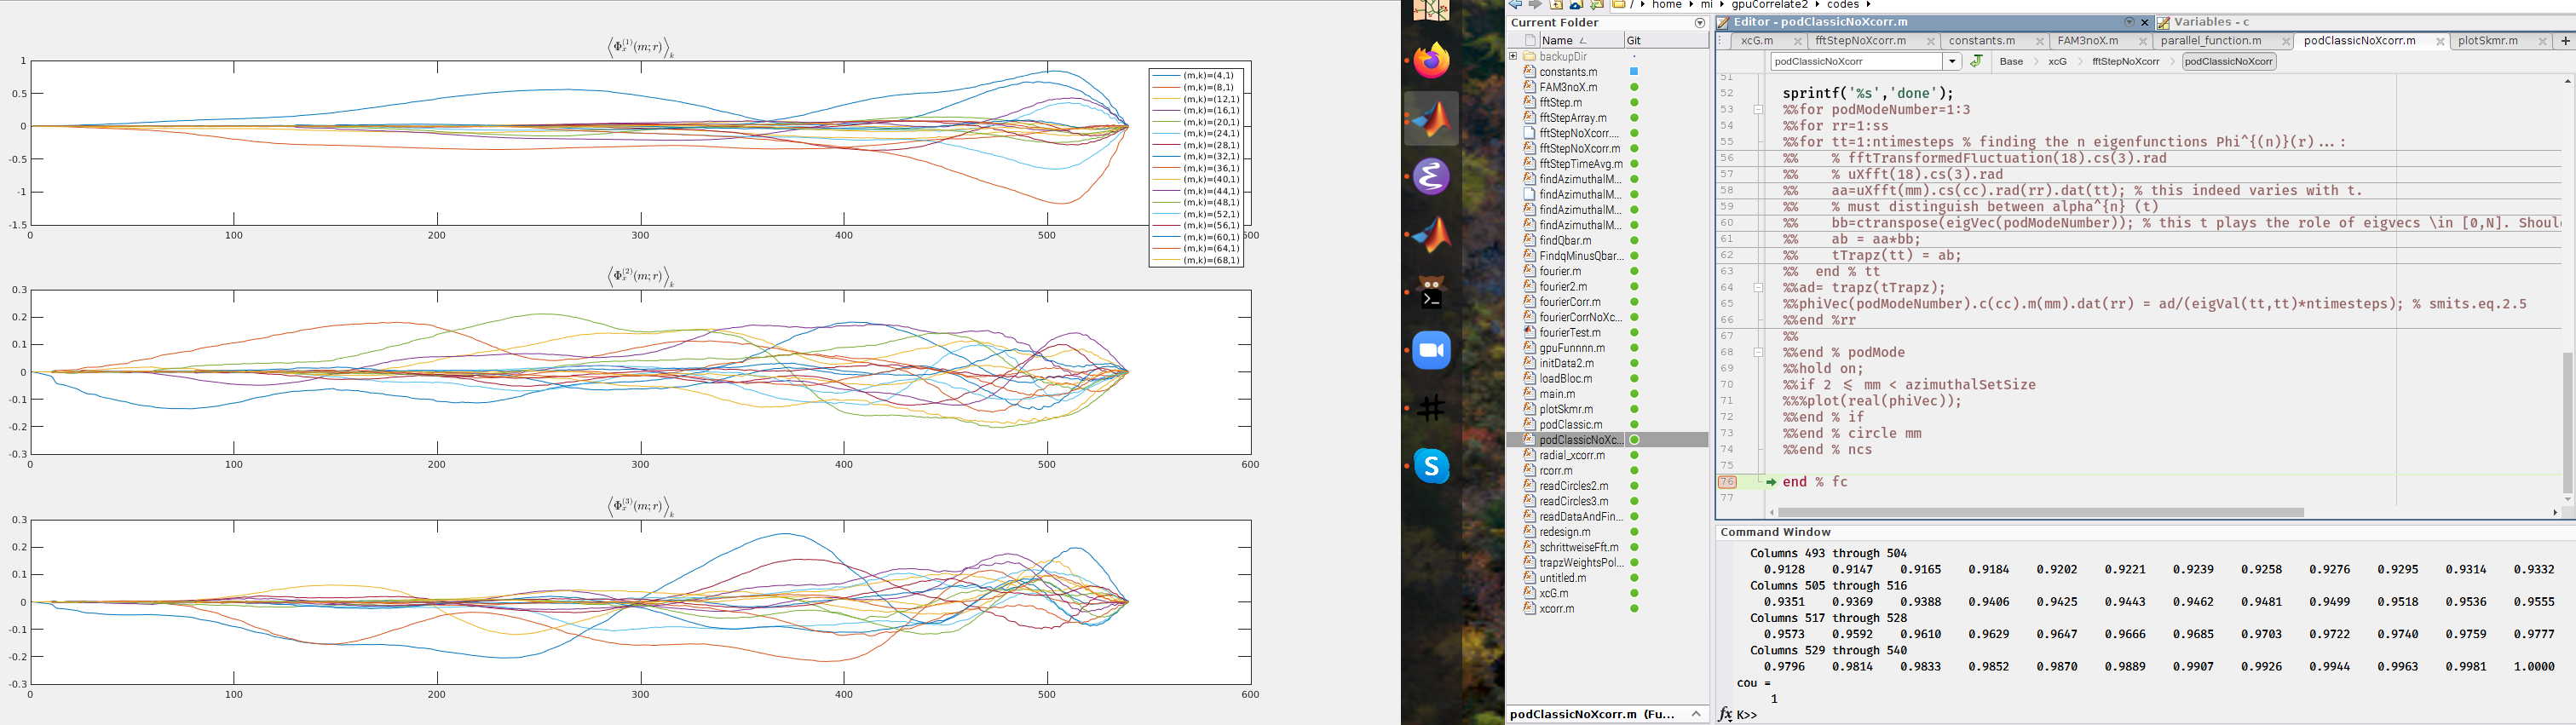 ⟨Φₓ⁽¹⁾(m; r)⟩ₖ
1
0.5
0
-0.5
-1
-1.5
0 100 200 300 400 500 600
(m,k)=(4,1)
(m,k)=(8,1)
(m,k)=(12,1)
(m,k)=(16,1)
(m,k)=(20,1)
(m,k)=(24,1)
(m,k)=(28,1)
(m,k)=(32,1)
(m,k)=(36,1)
(m,k)=(40,1)
(m,k)=(44,1)
(m,k)=(48,1)
(m,k)=(52,1)
(m,k)=(56,1)
(m,k)=(60,1)
(m,k)=(64,1)
(m,k)=(68,1)
⟨Φₓ⁽²⁾(m; r)⟩ₖ
0.3
0.2
0.1
0
-0.1
-0.2
-0.3
0 100 200 300 400 500 600
⟨Φₓ⁽³⁾(m; r)⟩ₖ
0.3
0.2
0.1
0
-0.1
-0.2
-0.3
0 100 200 300 400 500 600
/ home mi gpuCorrelate2 codes
Current Folder
Name Git
backupDir
constants.m
FAM3noX.m
fftStep.m
fftStepArray.m
fftStepNoXcorr....
fftStepNoXcorr.m
fftStepTimeAvg.m
findAzimuthalM...
findAzimuthalM...
findAzimuthalM...
findAzimuthalM...
findQbar.m
FindqMinusQbar...
fourier.m
fourier2.m
fourierCorr.m
fourierCorrNoXc...
fourierTest.m
gpuFunnnn.m
initData2.m
loadBloc.m
main.m
plotSkmr.m
podClassic.m
podClassicNoXc...
radial_xcorr.m
rcorr.m
readCircles2.m
readCircles3.m
readDataAndFin...
redesign.m
schrittweiseFft.m
trapzWeightsPol...
untitled.m
xcG.m
xcorr.m
podClassicNoXcorr.m (Fu...
Editor - podClassicNoXcorr.m
Variables - c
xcG.m fftStepNoXcorr.m constants.m FAM3noX.m parallel_function.m podClassicNoXcorr.m plotSkmr.m
podClassicNoXcorr Base xcG fftStepNoXcorr podClassicNoXcorr
51
52 sprintf('%s','done');
53 %%for podModeNumber=1:3
54 %%for rr=1:ss
55 %%for tt=1:ntimesteps % finding the n eigenfunctions Phi^{(n)}(r)...:
56 %% % fftTransformedFluctuation(18).cs(3).rad
57 %% % uXfft(18).cs(3).rad
58 %% aa=uXfft(mm).cs(cc).rad(rr).dat(tt); % this indeed varies with t.
59 %% % must distinguish between alpha^{n} (t)
60 %% bb=ctranspose(eigVec(podModeNumber)); % this t plays the role of eigvecs \in [0,N]. Shoul
61 %% ab = aa*bb;
62 %% tTrapz(tt) = ab;
63 %% end % tt
64 %%ad= trapz(tTrapz);
65 %%phiVec(podModeNumber).c(cc).m(mm).dat(rr) = ad/(eigVal(tt,tt)*ntimesteps); % smits.eq.2.5
66 %%end %rr
67 %%
68 %%end % podMode
69 %%hold on;
70 %%if 2 <= mm < azimuthalSetSize
71 %%%plot(real(phiVec));
72 %%end % if
73 %%end % circle mm
74 %%end % ncs
75
76 end % fc
77
Command Window
Columns 493 through 504
0.9128 0.9147 0.9165 0.9184 0.9202 0.9221 0.9239 0.9258 0.9276 0.9295 0.9314 0.9332
Columns 505 through 516
0.9351 0.9369 0.9388 0.9406 0.9425 0.9443 0.9462 0.9481 0.9499 0.9518 0.9536 0.9555
Columns 517 through 528
0.9573 0.9592 0.9610 0.9629 0.9647 0.9666 0.9685 0.9703 0.9722 0.9740 0.9759 0.9777
Columns 529 through 540
0.9796 0.9814 0.9833 0.9852 0.9870 0.9889 0.9907 0.9926 0.9944 0.9963 0.9981 1.0000
cou =
1
fx K>>